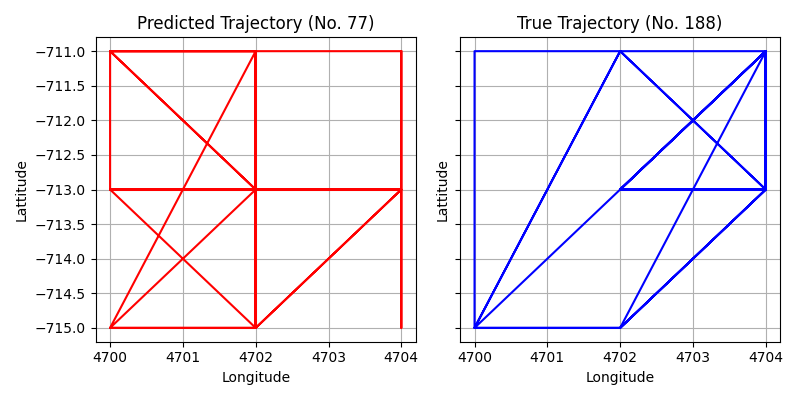 Predicted Trajectory (No. 77)
True Trajectory (No. 188)
−711.0
−711.5
−712.0
−712.5
−713.0
−713.5
−714.0
−714.5
−715.0
Lattitude
Lattitude
4700 4701 4702 4703 4704
4700 4701 4702 4703 4704
Longitude
Longitude